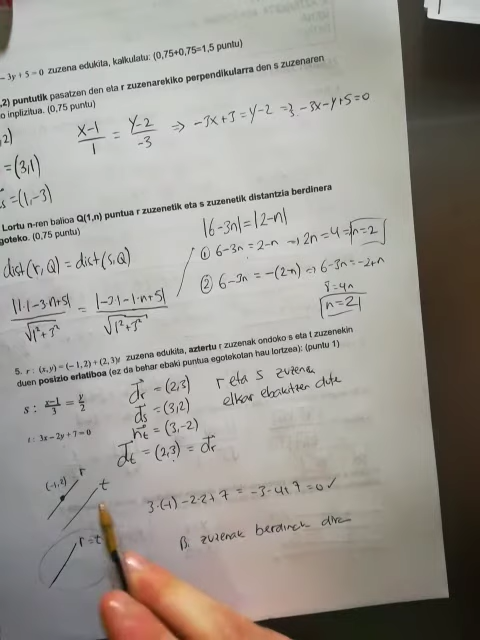 - 3y + 5 = 0 zuzena edukita, kalkulatu: (0,75+0,75=1,5 puntu)
,2) puntutik pasatzen den eta r zuzenarekiko perpendikularra den s zuzenaren
o inplizitua. (0,75 puntu)
,2)
= (3,1)
s = (1,-3)
x-1/1 = y-2/-3 ⇒ -3x+3 = y-2 ⇒ -3x-y+5=0
Lortu n-ren balioa Q(1,n) puntua r zuzenetik eta s zuzenetik distantzia berdinera
egoteko. (0,75 puntu)
dist(r,Q) = dist(s,Q)
|1·1-3·n+5|/√1²+3² = |-3·1-1·n+5|/√1²+3²
|6-3n| = |2-n|
① 6-3n = 2-n → 2n = 4 → n=2
② 6-3n = -(2-n) → 6-3n = -2+n
8=4n
n=2
5. r : (x,y) = (-1,2) + (2,3)t zuzena edukita, aztertu r zuzenak ondoko s eta t zuzenekin
duen posizio erlatiboa (ez da behar ebaki puntua egotekotan hau lortzea): (puntu 1)
s : x-1/3 = y/2
t : 3x - 2y + 7 = 0
dr = (2,3)
ds = (3,2)
nt = (3,-2)
dt = (2,3) = dr
r eta s zuzenak
elkar ebakitzen dute
(-1,2) r
t
3·(-1)-2·2+7 = -3-4+7=0 ✓
r=t
B. zuzenak berdinak dira